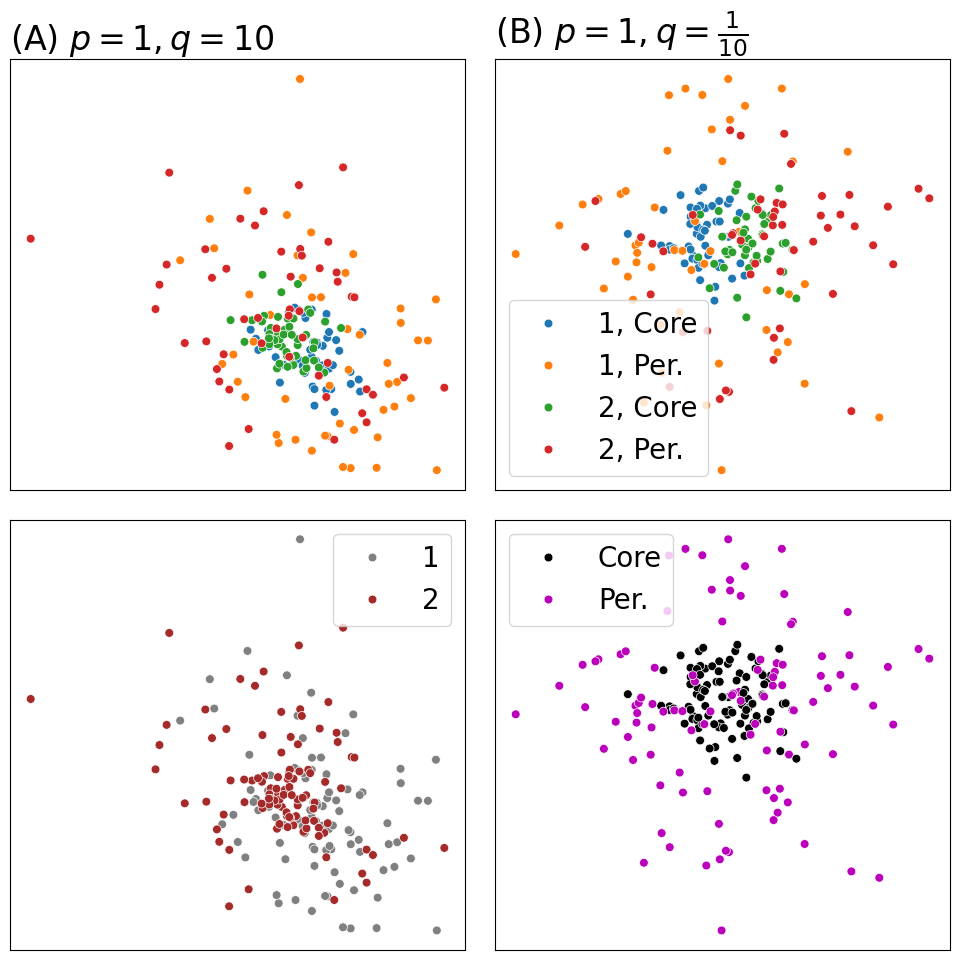 (A) p = 1, q = 10
(B) p = 1, q = 1/10
1, Core
1, Per.
2, Core
2, Per.
1
2
Core
Per.